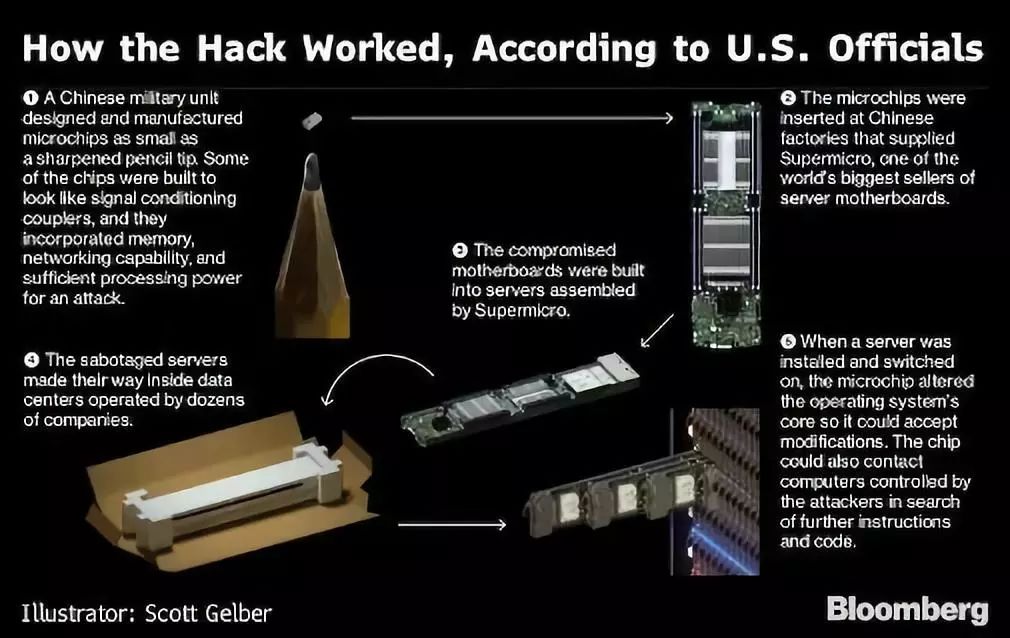 How the Hack Worked, According to U.S. Officials
❶ A Chinese military unit
designed and manufactured
microchips as small as
a sharpened pencil tip. Some
of the chips were built to
look like signal conditioning
couplers, and they
incorporated memory,
networking capability, and
sufficient processing power
for an attack.
❷ The microchips were
inserted at Chinese
factories that supplied
Supermicro, one of the
world's biggest sellers of
server motherboards.
❸ The compromised
motherboards were built
into servers assembled
by Supermicro.
❹ The sabotaged servers
made their way inside data
centers operated by dozens
of companies.
❺ When a server was
installed and switched
on, the microchip altered
the operating system's
core so it could accept
modifications. The chip
could also contact
computers controlled by
the attackers in search
of further instructions
and code.
Illustrator: Scott Gelber
Bloomberg